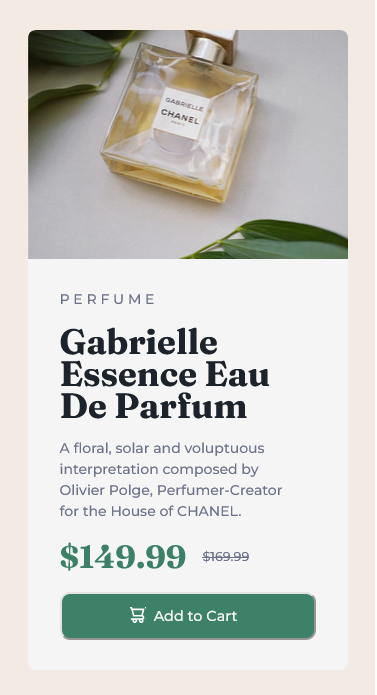 GABRIELLE
CHANEL
PARIS
PERFUME
Gabrielle
Essence Eau
De Parfum
A floral, solar and voluptuous
interpretation composed by
Olivier Polge, Perfumer-Creator
for the House of CHANEL.
$149.99 $169.99
Add to Cart